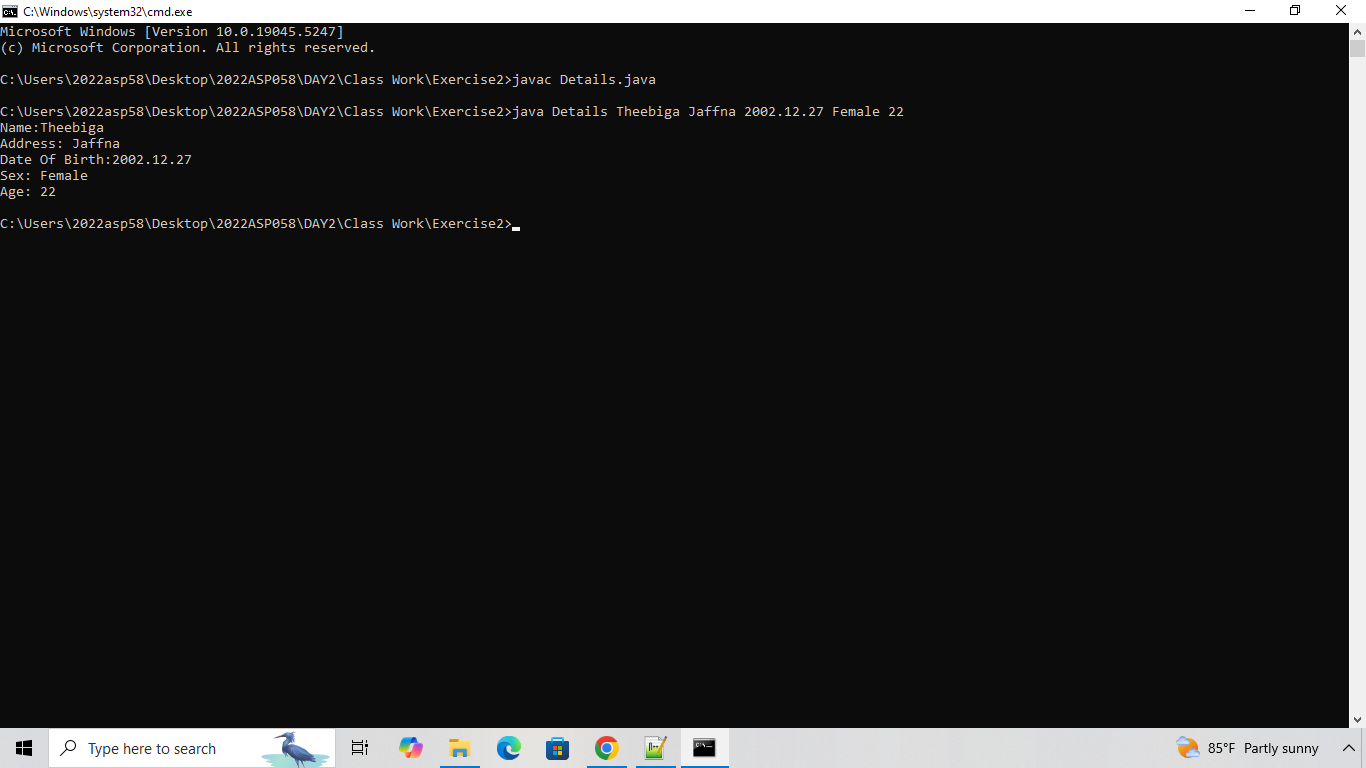 C:\Windows\system32\cmd.exe
Microsoft Windows [Version 10.0.19045.5247]
(c) Microsoft Corporation. All rights reserved.
C:\Users\2022asp58\Desktop\2022ASP058\DAY2\Class Work\Exercise2>javac Details.java
C:\Users\2022asp58\Desktop\2022ASP058\DAY2\Class Work\Exercise2>java Details Theebiga Jaffna 2002.12.27 Female 22
Name:Theebiga
Address: Jaffna
Date Of Birth:2002.12.27
Sex: Female
Age: 22
C:\Users\2022asp58\Desktop\2022ASP058\DAY2\Class Work\Exercise2>
Type here to search
85°F Partly sunny